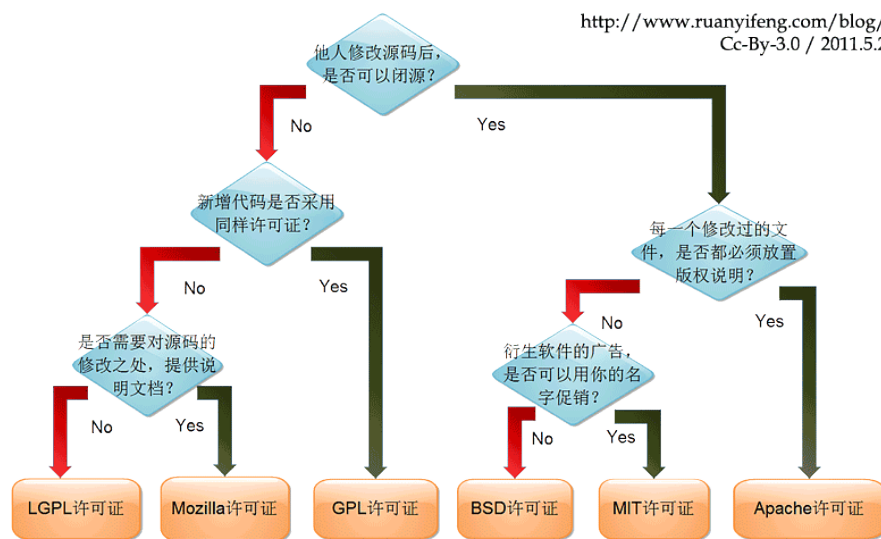 http://www.ruanyifeng.com/blog/
Cc-By-3.0 / 2011.5.2
他人修改源码后，
是否可以闭源？
No
Yes
新增代码是否采用
同样许可证？
每一个修改过的文
件，是否都必须放置
版权说明？
No
Yes
No
Yes
是否需要对源码的
修改之处，提供说
明文档？
衍生软件的广告，
是否可以用你的名
字促销？
No
Yes
No
Yes
LGPL许可证
Mozilla许可证
GPL许可证
BSD许可证
MIT许可证
Apache许可证